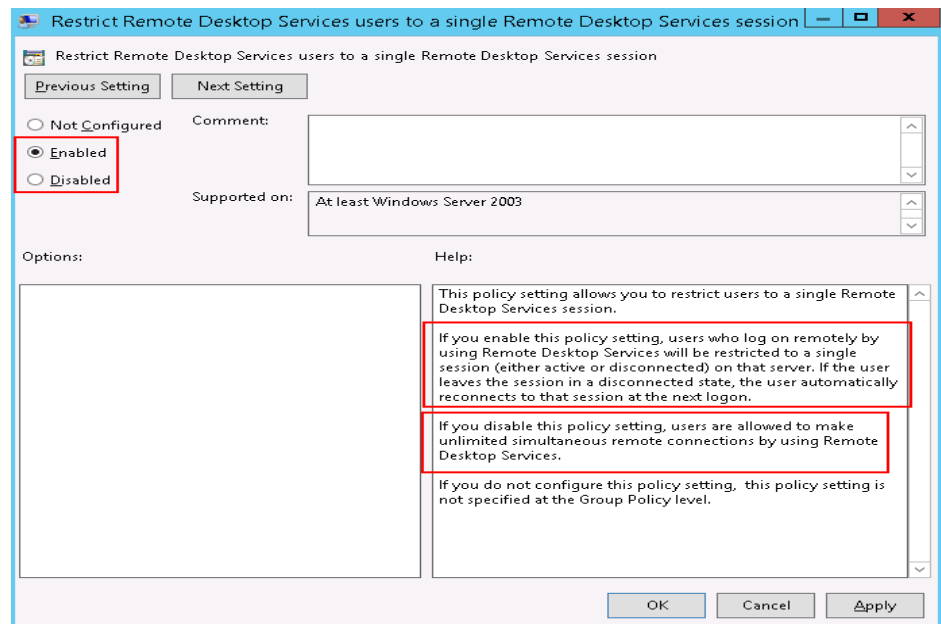 Restrict Remote Desktop Services users to a single Remote Desktop Services session
Restrict Remote Desktop Services users to a single Remote Desktop Services session
Previous Setting
Next Setting
Not Configured
Enabled
Disabled
Comment:
Supported on:
At least Windows Server 2003
Options:
Help:
This policy setting allows you to restrict users to a single Remote
Desktop Services session.
If you enable this policy setting, users who log on remotely by
using Remote Desktop Services will be restricted to a single
session (either active or disconnected) on that server. If the user
leaves the session in a disconnected state, the user automatically
reconnects to that session at the next logon.
If you disable this policy setting, users are allowed to make
unlimited simultaneous remote connections by using Remote
Desktop Services.
If you do not configure this policy setting,  this policy setting is
not specified at the Group Policy level.
OK
Cancel
Apply